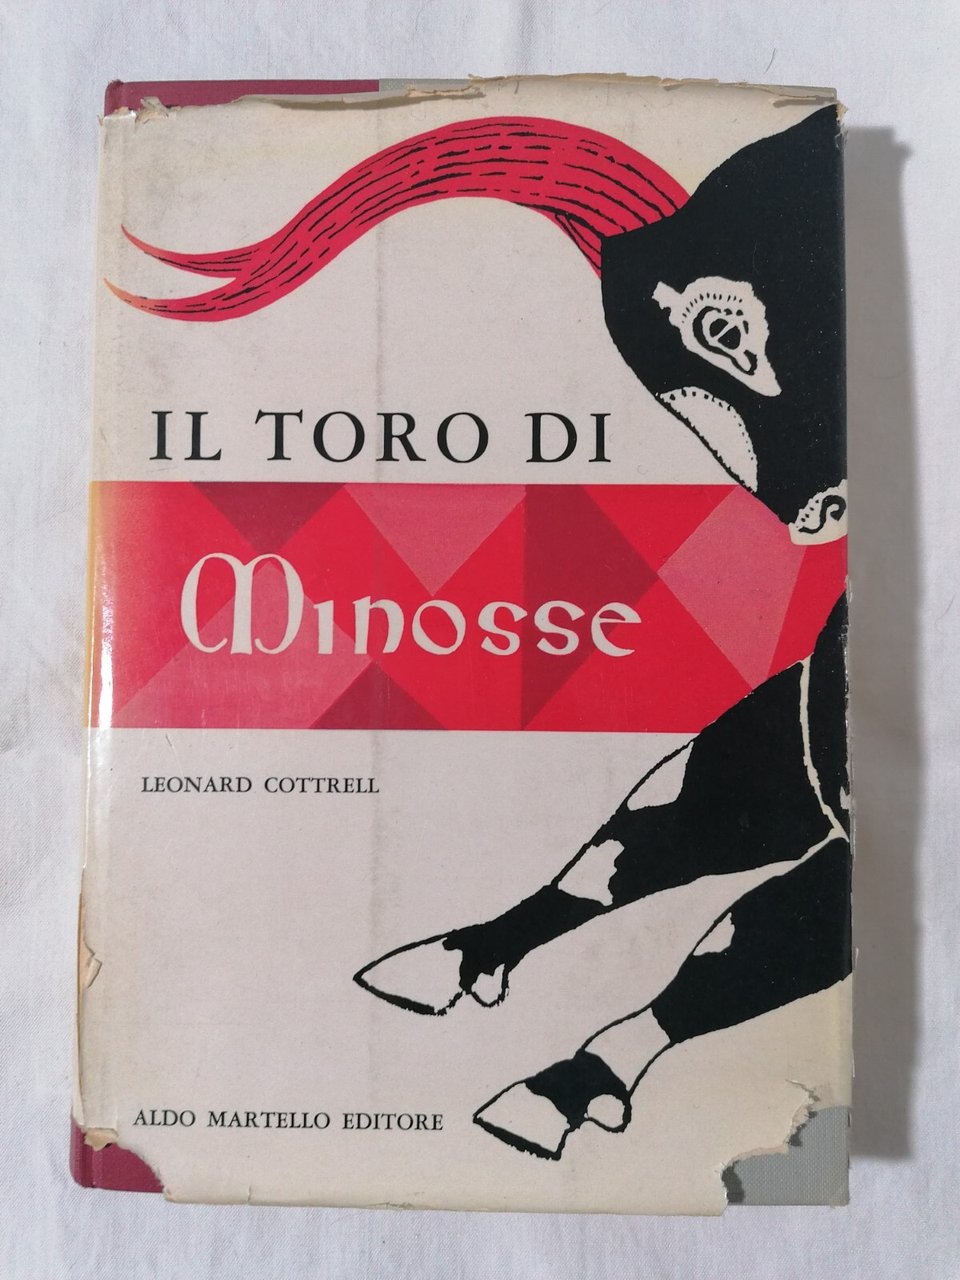 IL TORO DI
Minosse
LEONARD COTTRELL
ALDO MARTELLO EDITORE